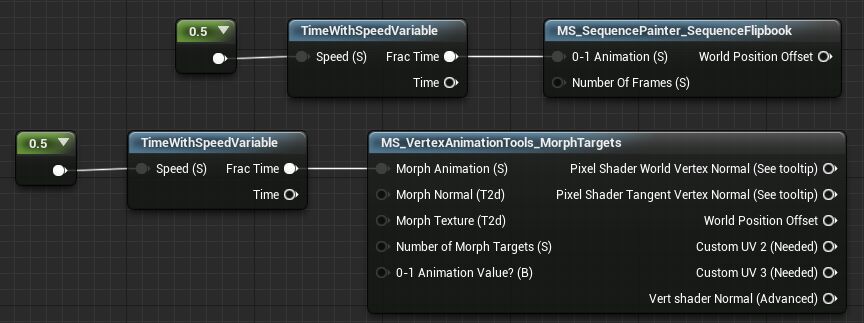 0.5
TimeWithSpeedVariable
MS_SequencePainter_SequenceFlipbook
Speed (S) Frac Time
0-1 Animation (S) World Position Offset
Time
Number Of Frames (S)
0.5
TimeWithSpeedVariable
MS_VertexAnimationTools_MorphTargets
Speed (S) Frac Time
Morph Animation (S) Pixel Shader World Vertex Normal (See tooltip)
Time
Morph Normal (T2d) Pixel Shader Tangent Vertex Normal (See tooltip)
Morph Texture (T2d) World Position Offset
Number of Morph Targets (S) Custom UV 2 (Needed)
0-1 Animation Value? (B) Custom UV 3 (Needed)
Vert shader Normal (Advanced)